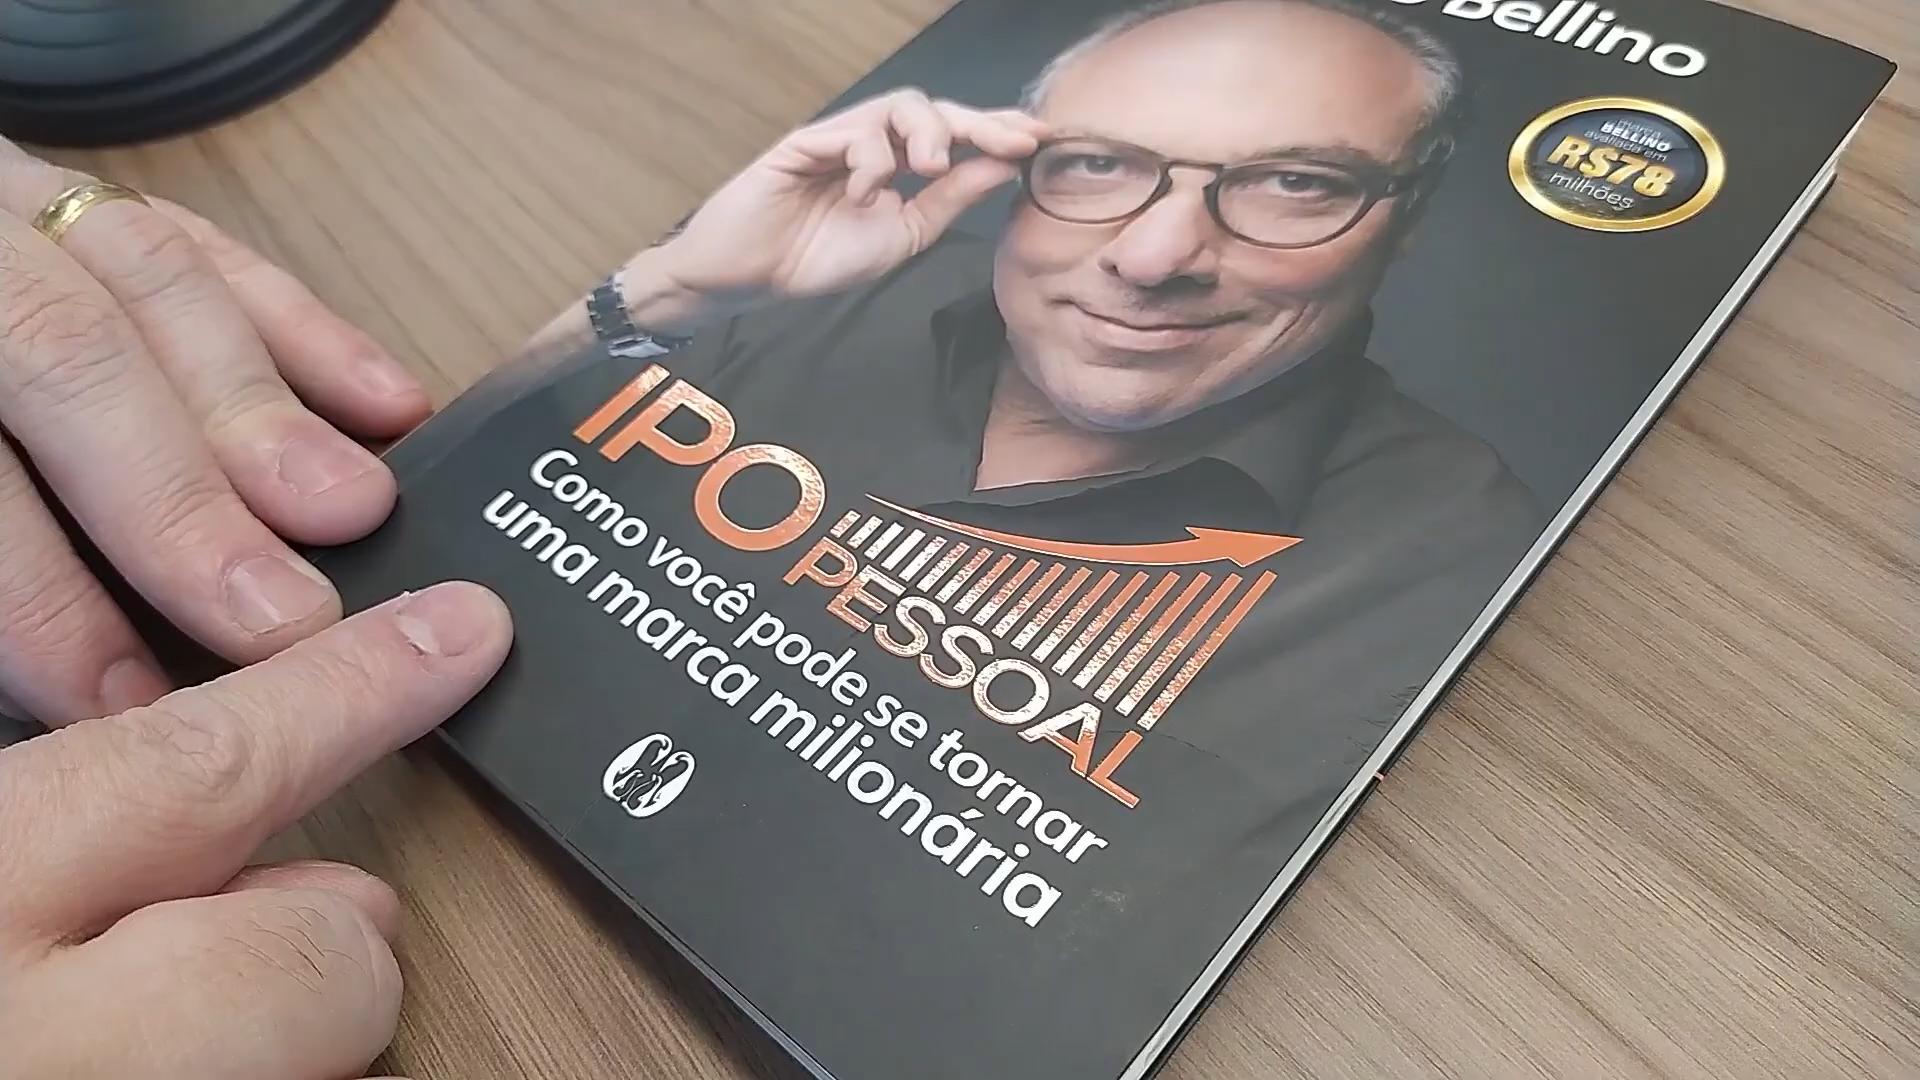 Bellino
marca
BELLINO
avaliada em
R$78
milhões
IPO
PESSOAL
Como você pode se tornar
uma marca milionária